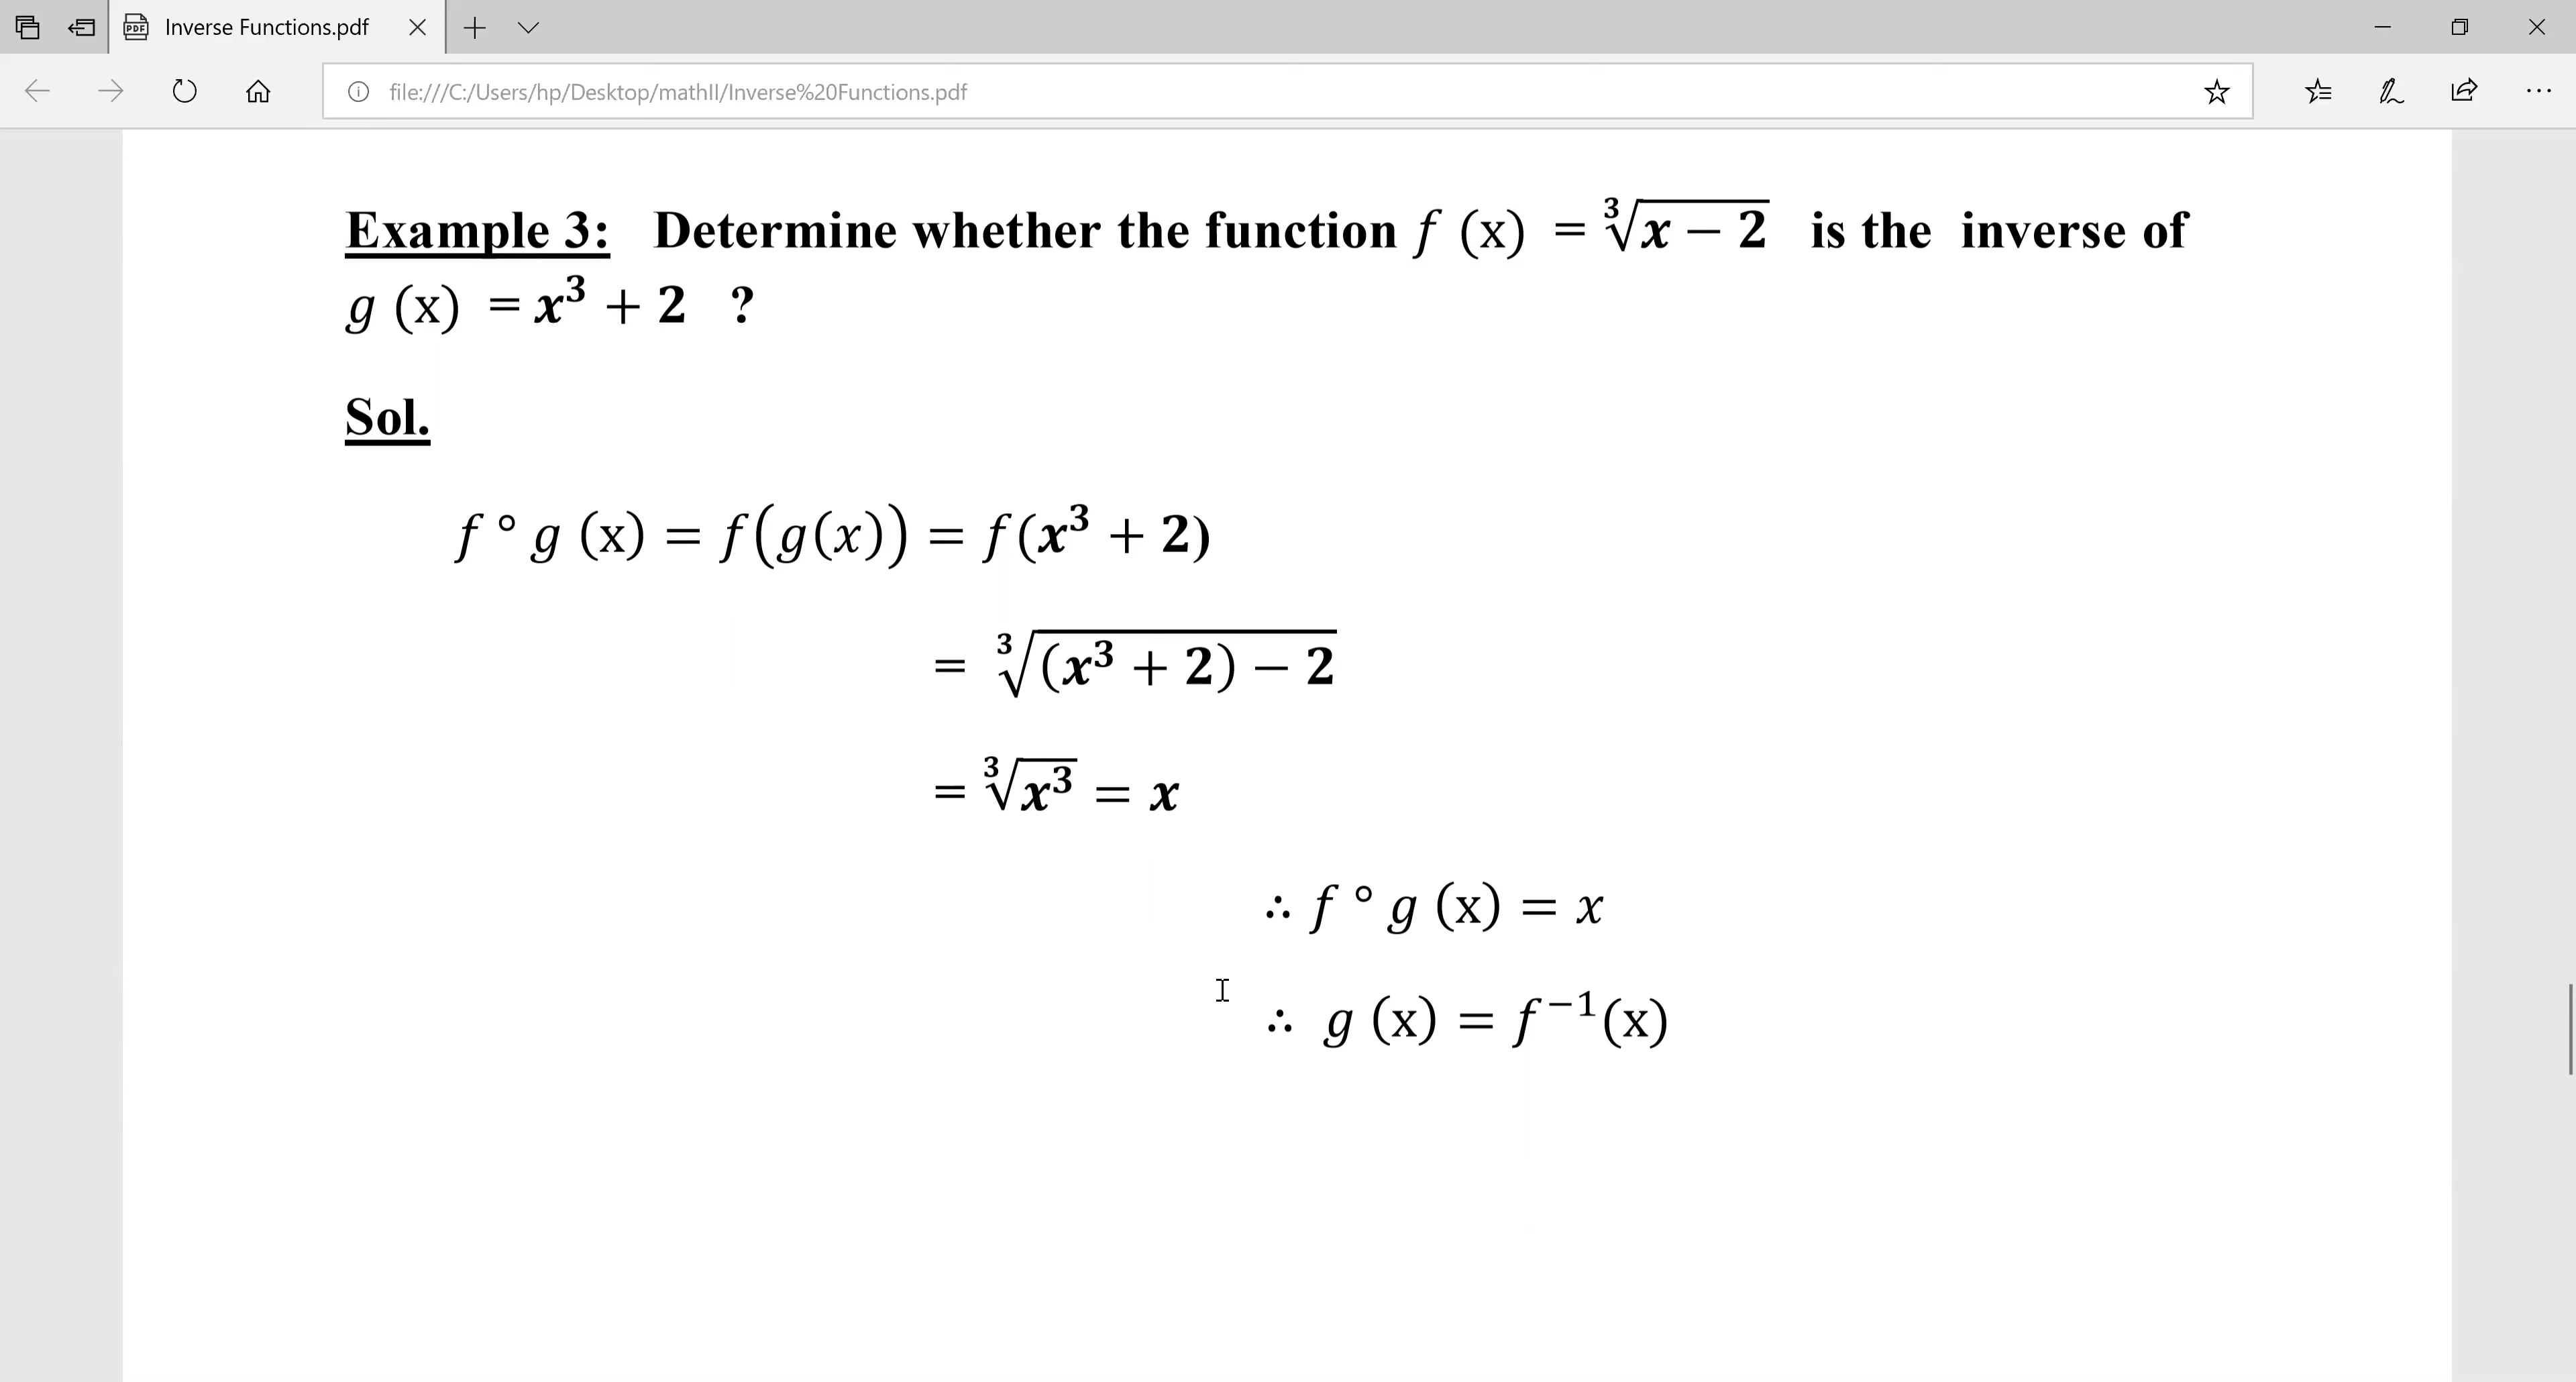 Inverse Functions.pdf
file:///C:/Users/hp/Desktop/mathII/Inverse%20Functions.pdf
Example 3: Determine whether the function f (x) = ∛(x − 2) is the inverse of
g (x) = x³ + 2 ?
Sol.
f ∘ g (x) = f(g(x)) = f(x³ + 2)
= ∛((x³ + 2) − 2)
= ∛(x³) = x
∴ f ∘ g (x) = x
∴ g (x) = f⁻¹(x)